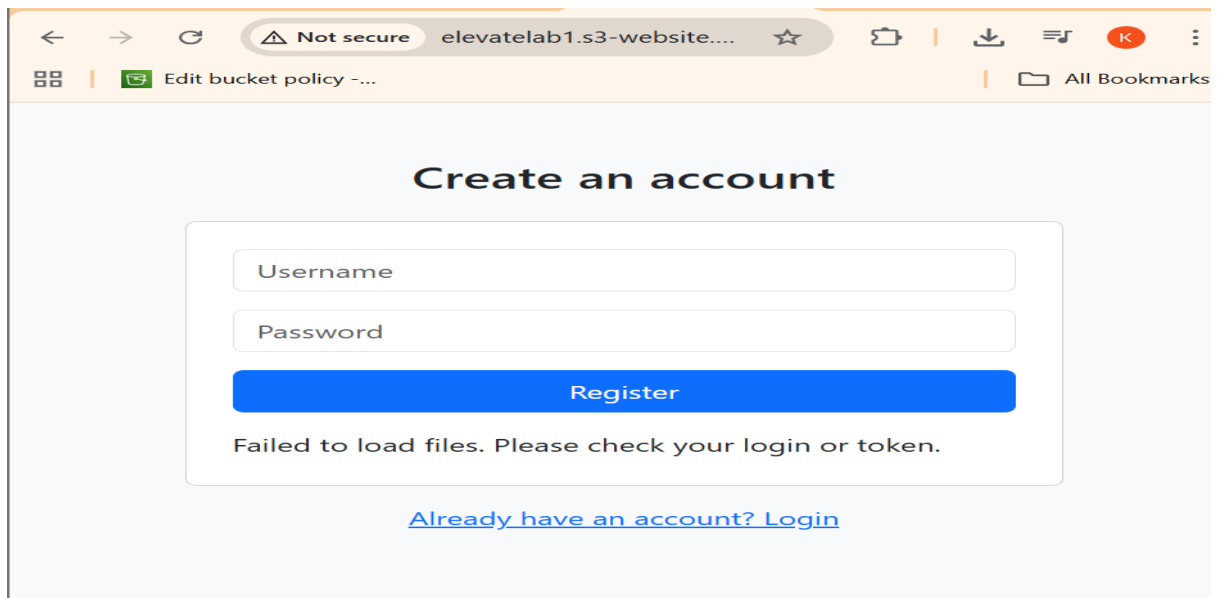 Not secure elevatelab1.s3-website.... K
Edit bucket policy -... All Bookmarks
Create an account
Username
Password
Register
Failed to load files. Please check your login or token.
Already have an account? Login